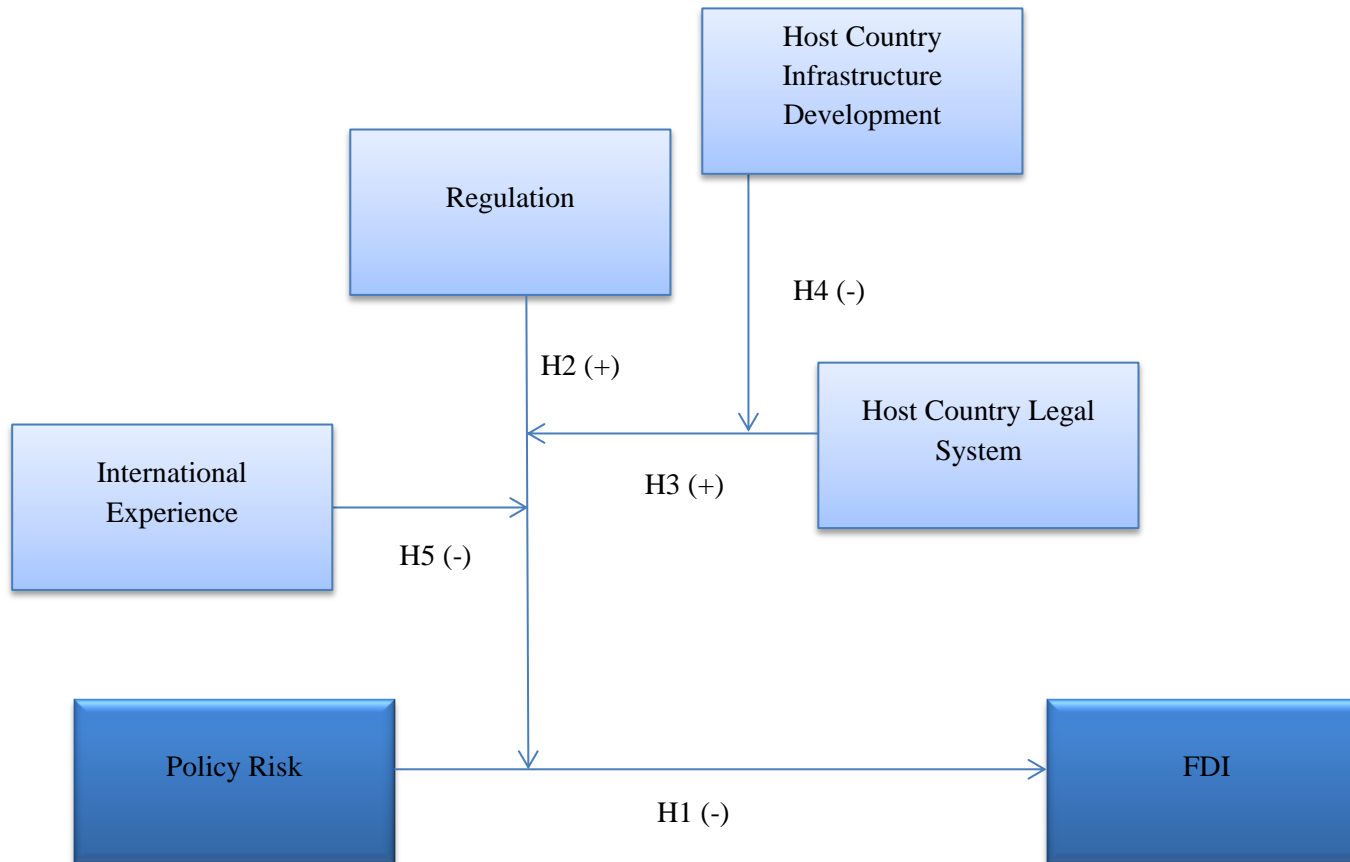 Host Country
Infrastructure
Development
Regulation
H4 (-)
H2 (+)
Host Country Legal
System
International
Experience
H3 (+)
H5 (-)
Policy Risk
FDI
H1 (-)